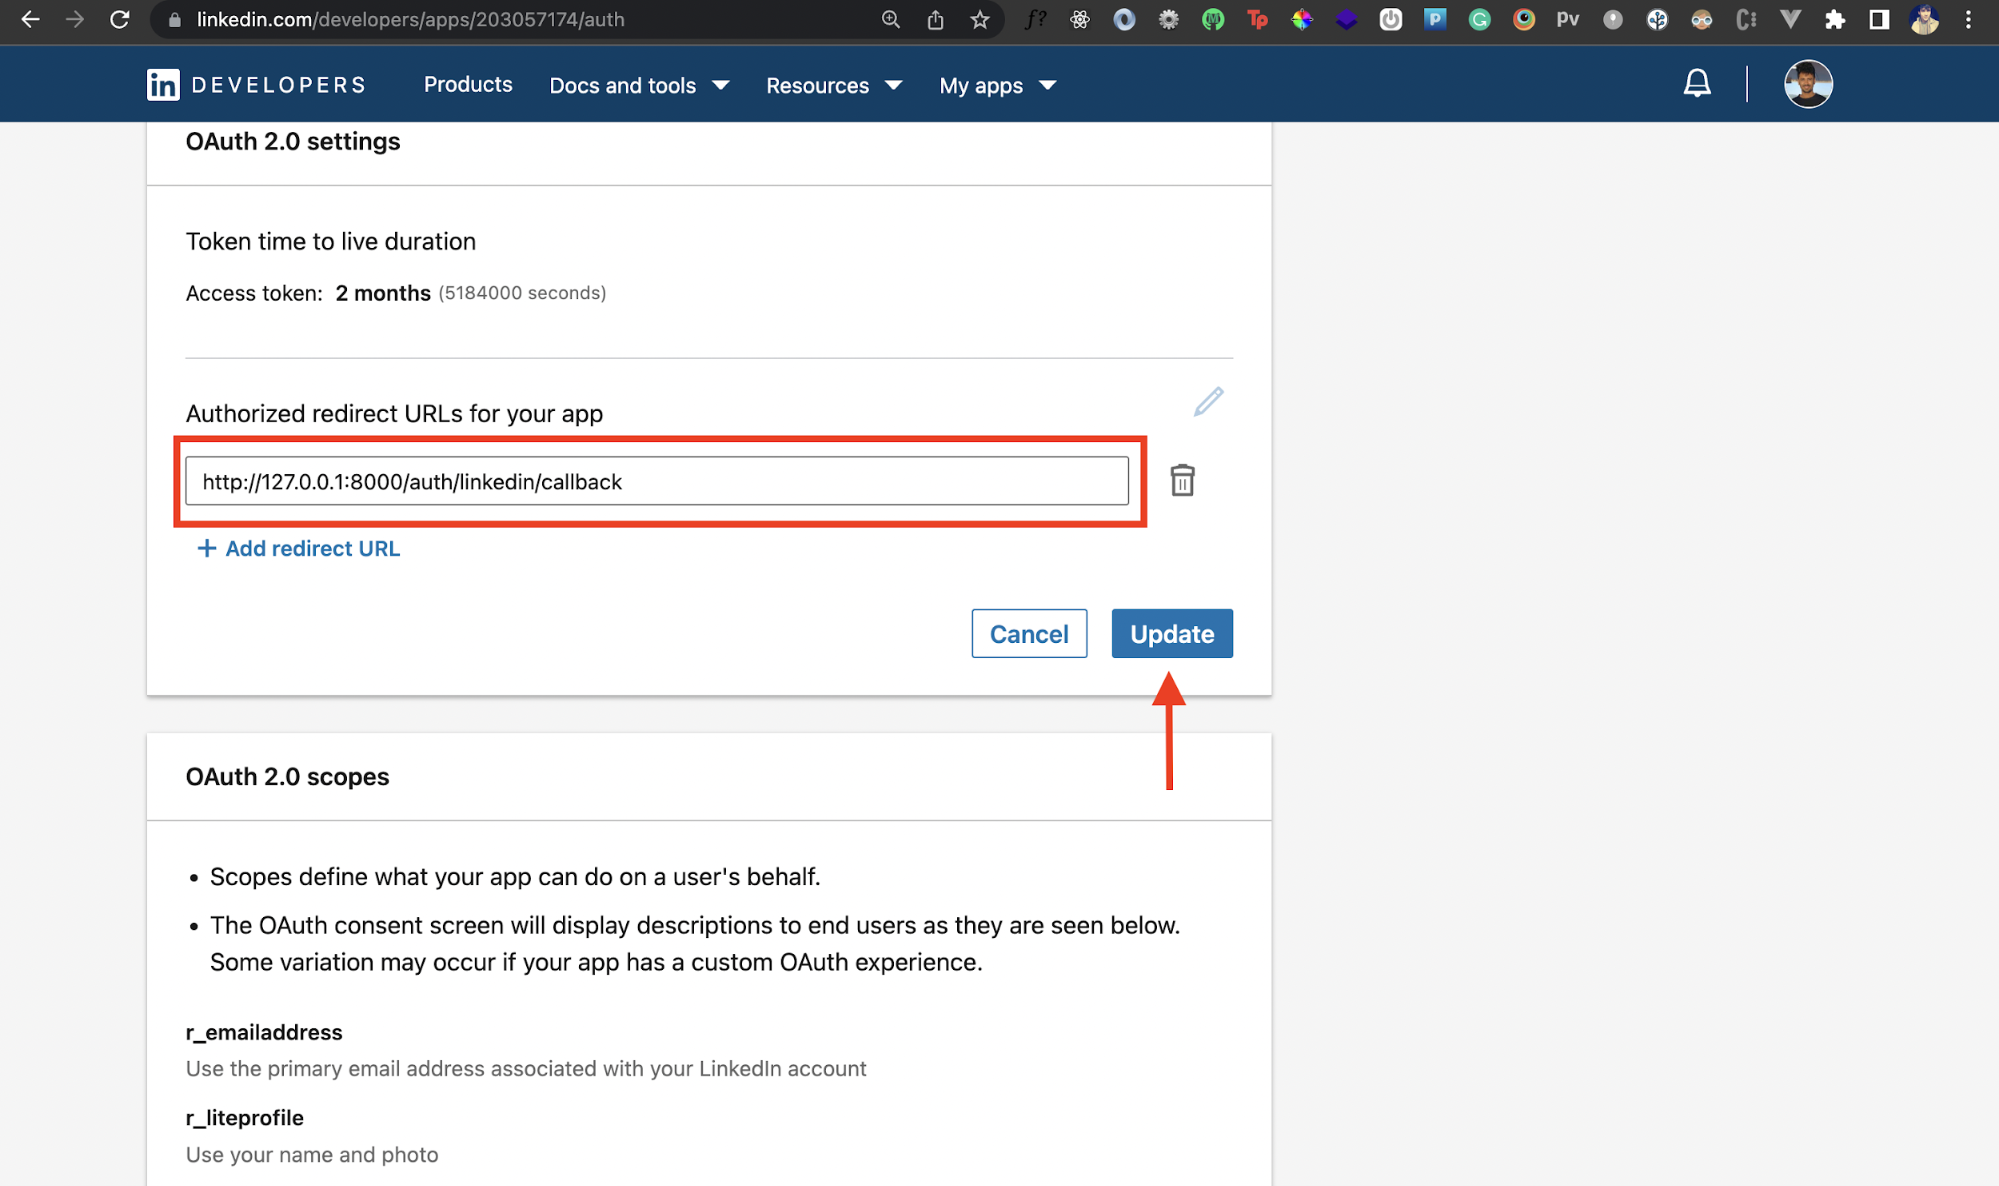 linkedin.com/developers/apps/203057174/auth
f?
M
Tp
P
G
Pv
C:
in DEVELOPERS Products Docs and tools Resources My apps
OAuth 2.0 settings
Token time to live duration
Access token: 2 months (5184000 seconds)
Authorized redirect URLs for your app
http://127.0.0.1:8000/auth/linkedin/callback
+ Add redirect URL
Cancel Update
OAuth 2.0 scopes
• Scopes define what your app can do on a user's behalf.
• The OAuth consent screen will display descriptions to end users as they are seen below.
Some variation may occur if your app has a custom OAuth experience.
r_emailaddress
Use the primary email address associated with your LinkedIn account
r_liteprofile
Use your name and photo